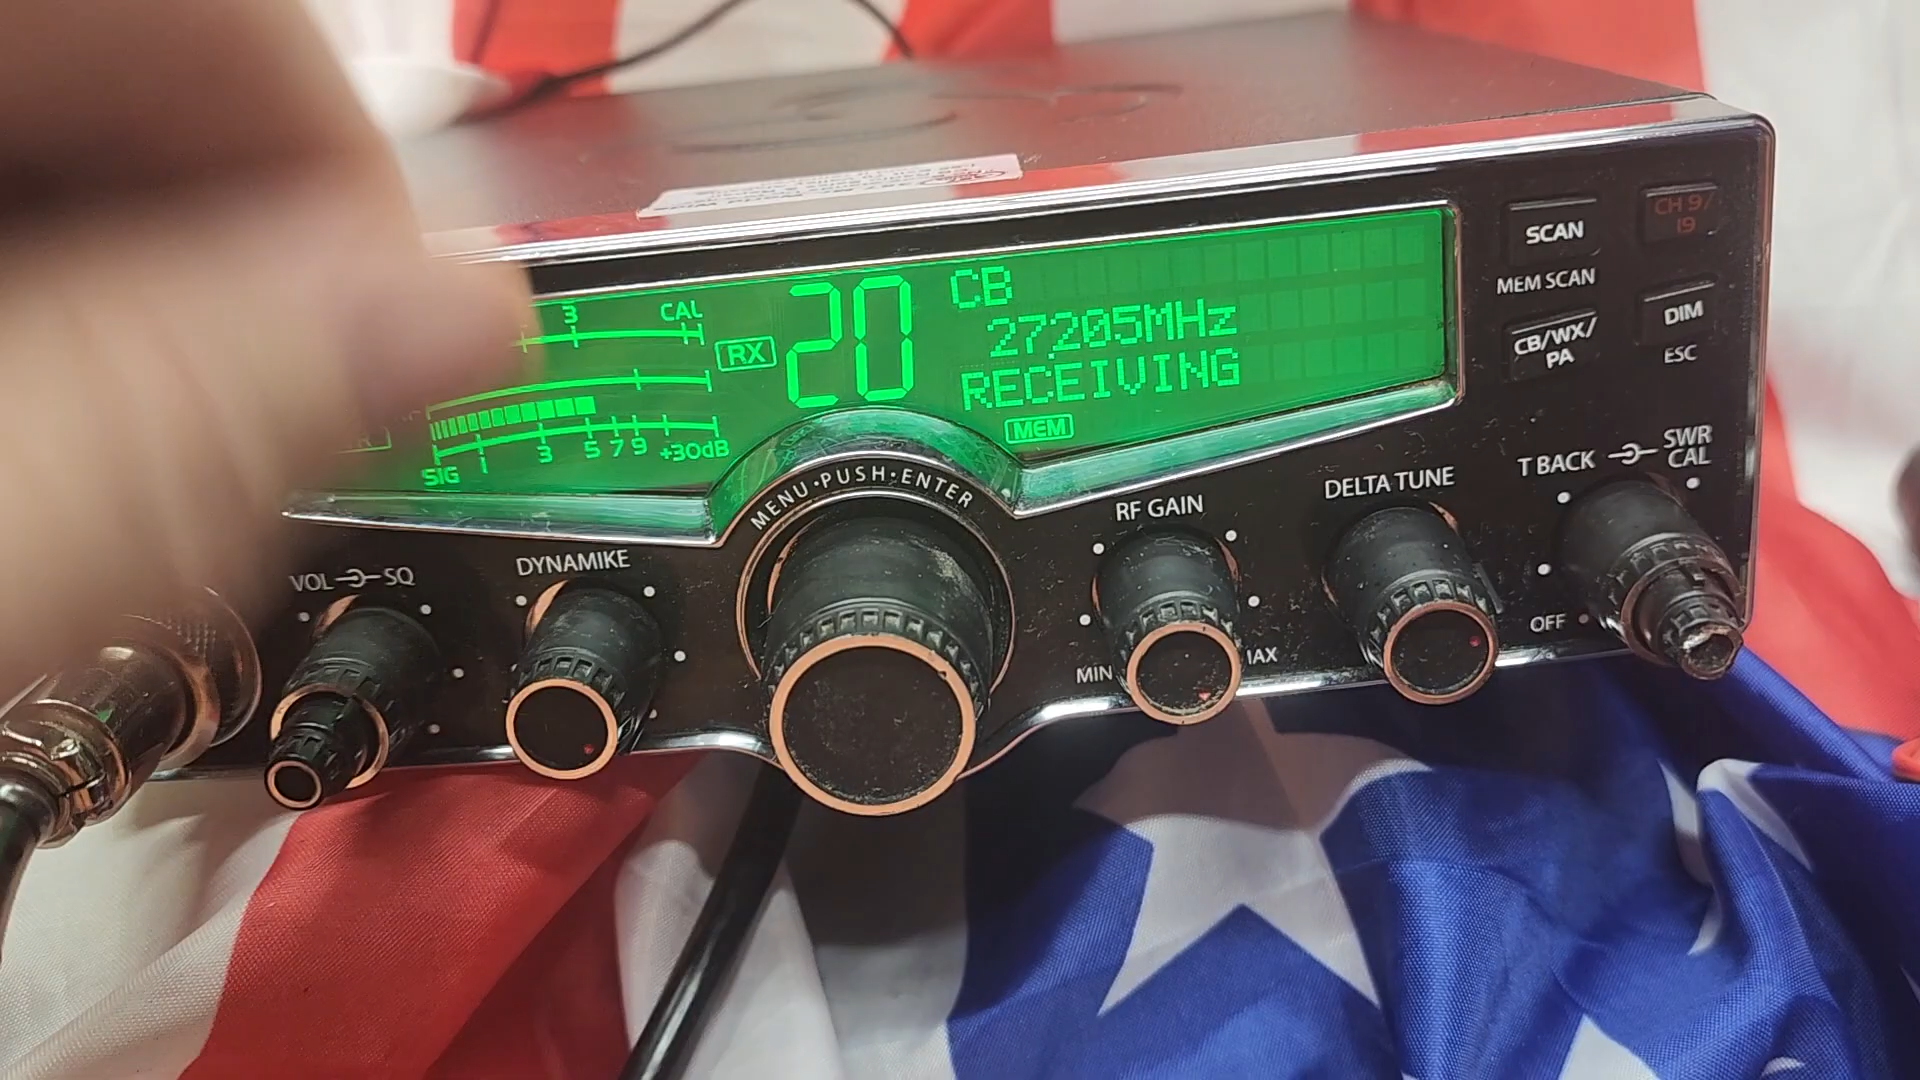 3 CAL
RX
20
CB
27205MHz
RECEIVING
MEM
SIG 1 3 5 7 9 +30dB
SCAN
CH 9/
19
MEM SCAN
DIM
CB/WX/
PA
ESC
MENU·PUSH·ENTER
VOL SQ
DYNAMIKE
RF GAIN
MIN
DELTA TUNE
T BACK
SWR
CAL
OFF